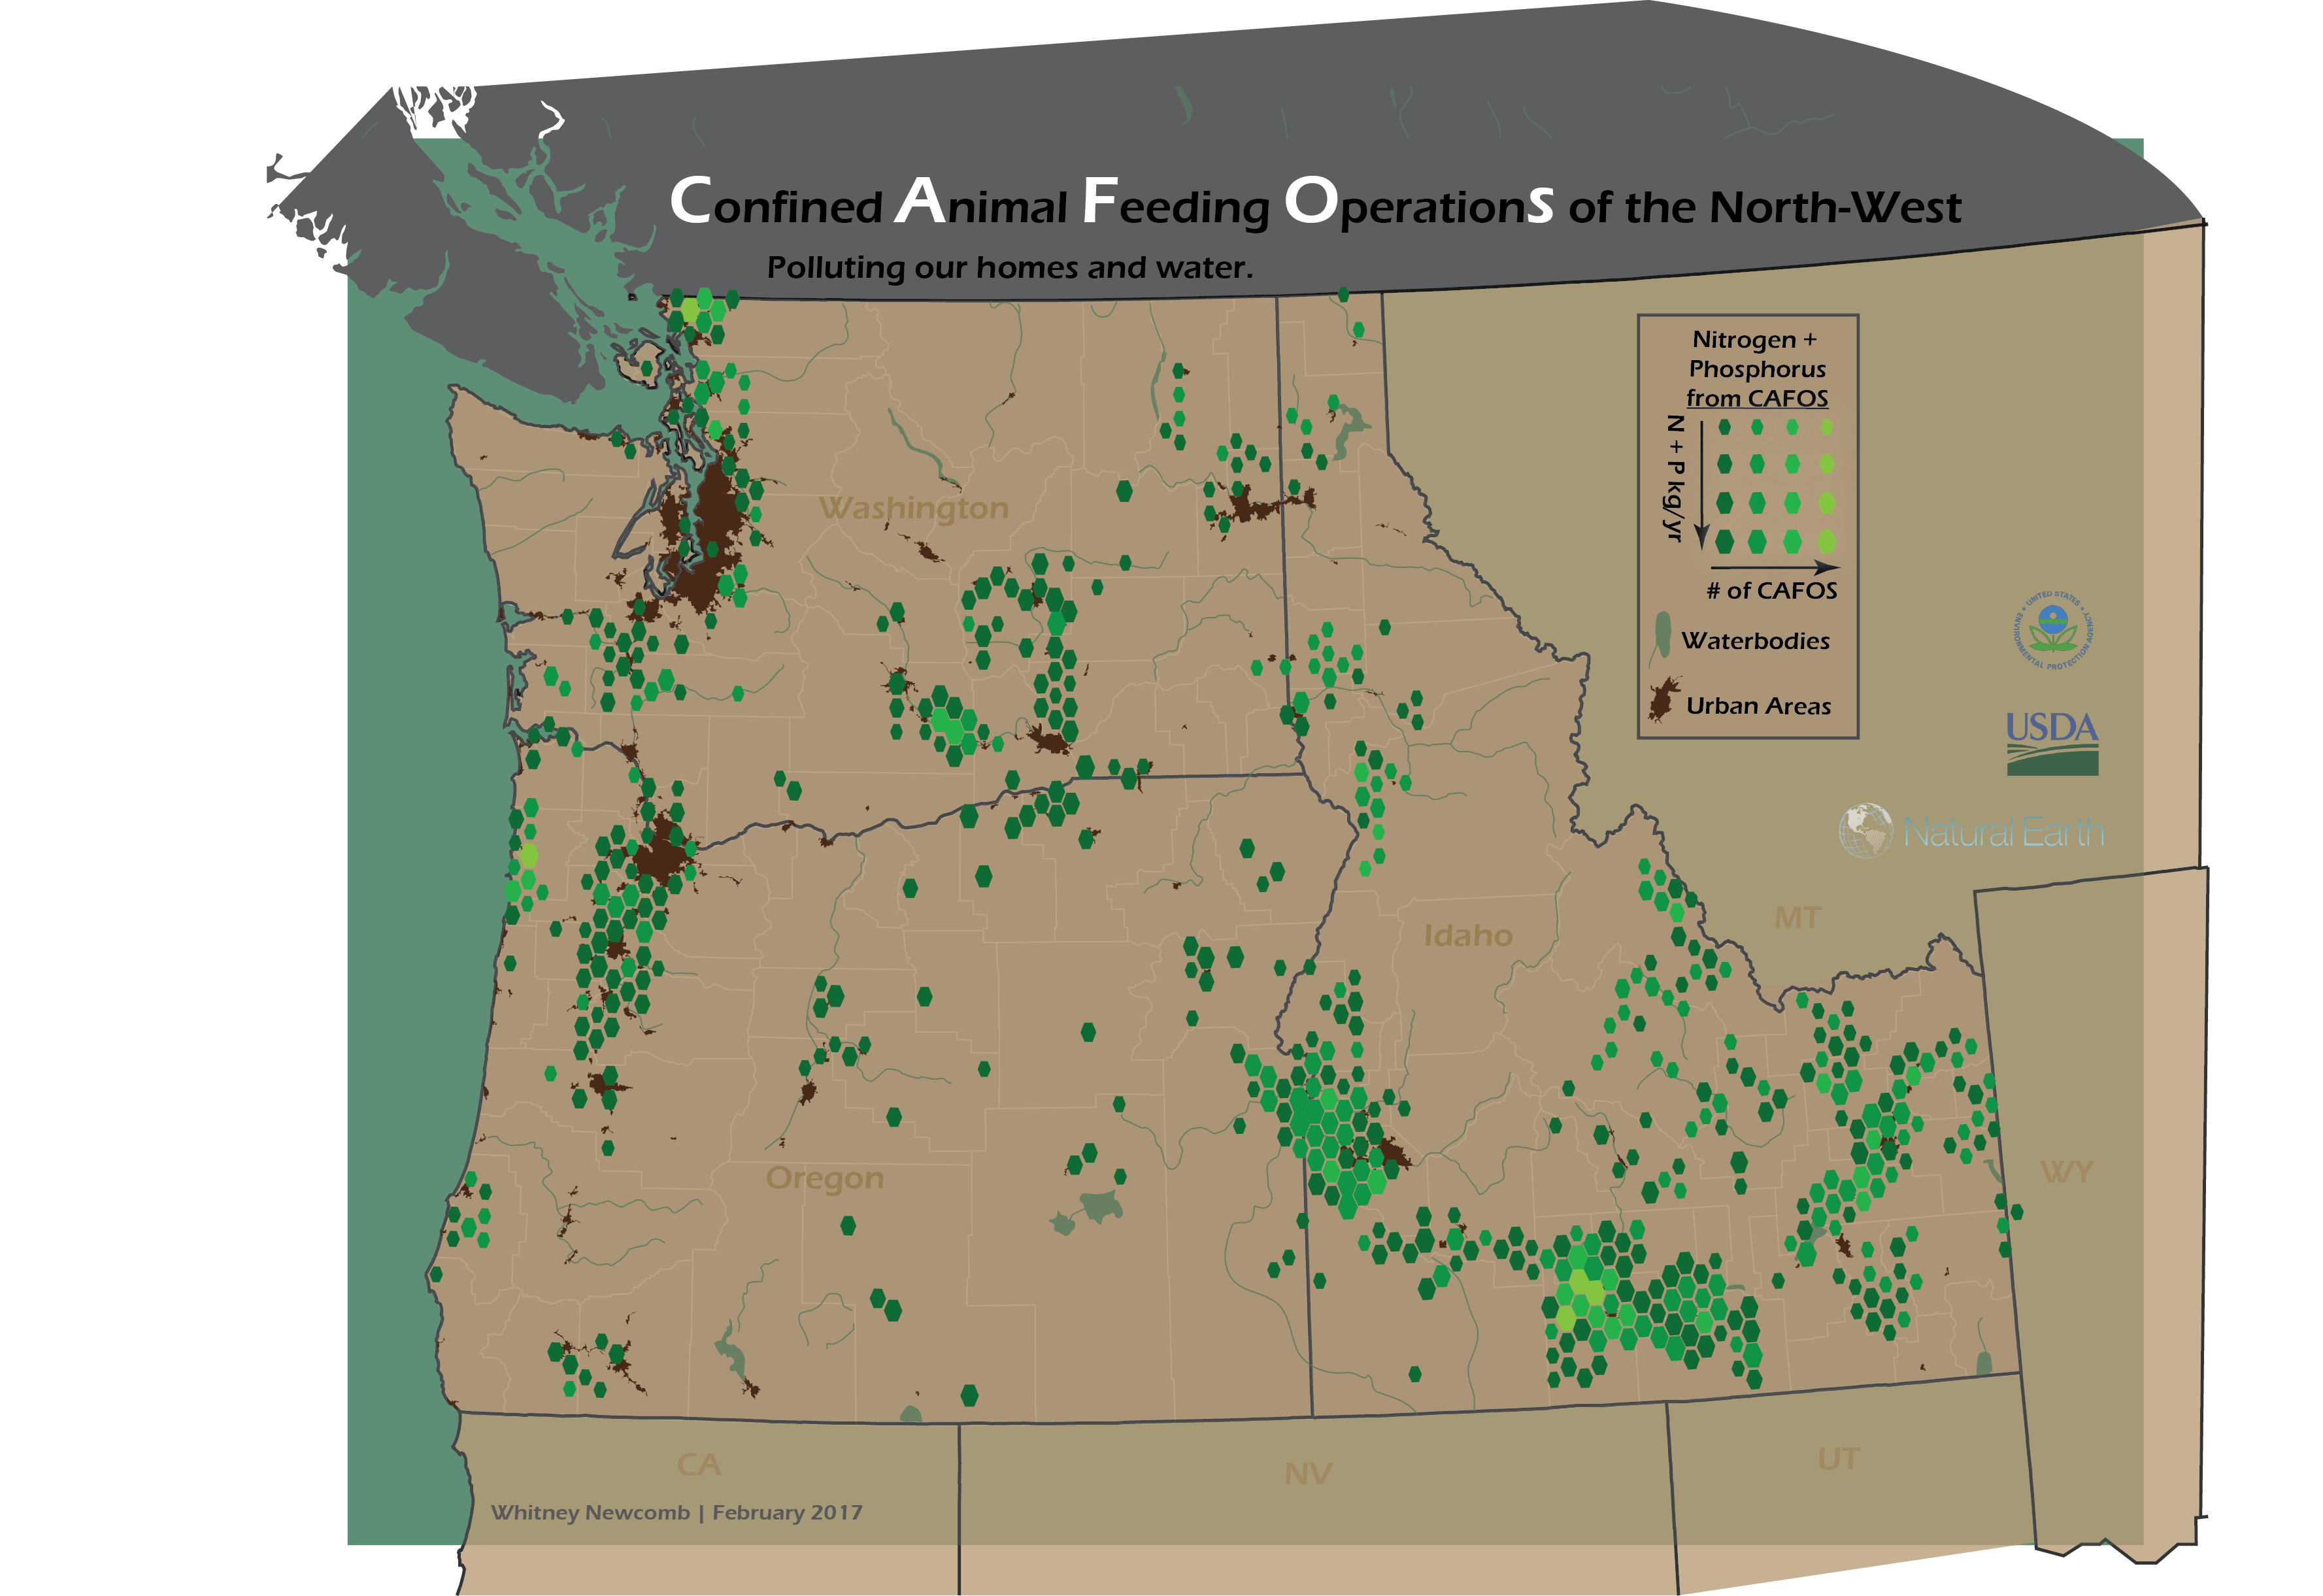 Confined Animal Feeding Operations of the North-West
Polluting our homes and water.
Nitrogen +
Phosphorus
from CAFOS
N + P kg/yr
# of CAFOS
Waterbodies
Urban Areas
Washington
Idaho
Oregon
MT
WY
CA
NV
UT
UNITED STATES
ENVIRONMENTAL PROTECTION AGENCY
USDA
Natural Earth
Whitney Newcomb | February 2017